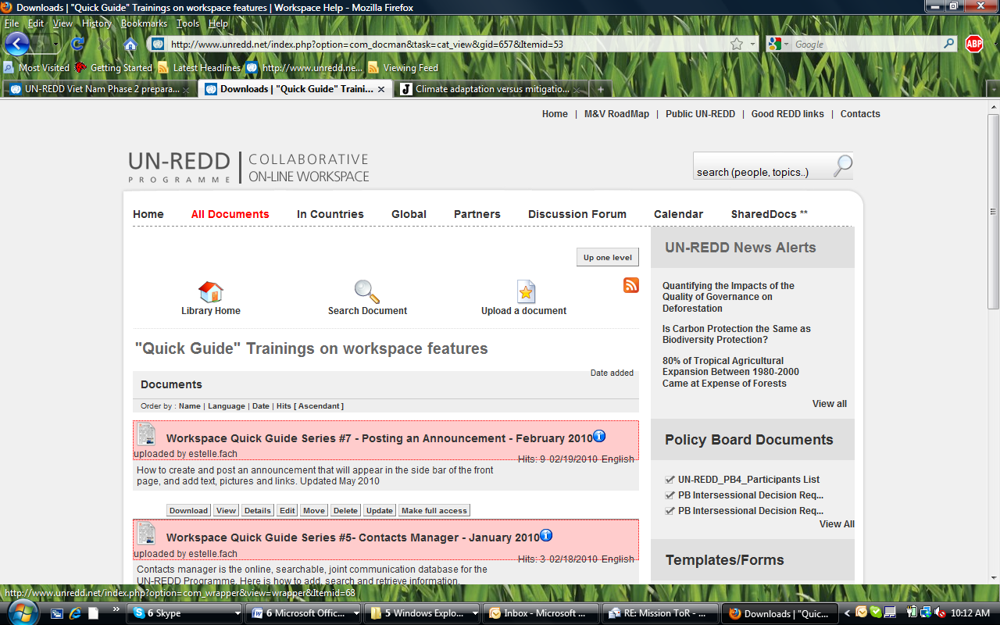 Downloads | "Quick Guide" Trainings on workspace features | Workspace Help - Mozilla Firefox
File Edit View History Bookmarks Tools Help
http://www.unredd.net/index.php?option=com_docman&task=cat_view&gid=657&Itemid=53
Google
ABP
Most Visited Getting Started Latest Headlines http://www.unredd.ne... Viewing Feed
UN-REDD Viet Nam Phase 2 prepara...
Downloads | "Quick Guide" Traini...
J Climate adaptation versus mitigatio...
Home | M&V RoadMap | Public UN-REDD | Good REDD links | Contacts
UN-REDD
PROGRAMME
COLLABORATIVE
ON-LINE WORKSPACE
search (people, topics..)
Home All Documents In Countries Global Partners Discussion Forum Calendar SharedDocs **
Up one level
Library Home
Search Document
Upload a document
"Quick Guide" Trainings on workspace features
Date added
Documents
Order by : Name | Language | Date | Hits [ Ascendant ]
Workspace Quick Guide Series #7 - Posting an Announcement - February 2010
uploaded by estelle.fach
Hits: 9 02/19/2010 English
How to create and post an announcement that will appear in the side bar of the front
page, and add text, pictures and links. Updated May 2010
Download View Details Edit Move Delete Update Make full access
Workspace Quick Guide Series #5- Contacts Manager - January 2010
uploaded by estelle.fach
Hits: 3 02/18/2010 English
Contacts manager is the online, searchable, joint communication database for the
UN-REDD Programme. Here is how to add, search and retrieve information.
UN-REDD News Alerts
Quantifying the Impacts of the
Quality of Governance on
Deforestation
Is Carbon Protection the Same as
Biodiversity Protection?
80% of Tropical Agricultural
Expansion Between 1980-2000
Came at Expense of Forests
View all
Policy Board Documents
UN-REDD_PB4_Participants List
PB Intersessional Decision Req...
PB Intersessional Decision Req...
View All
Templates/Forms
http://www.unredd.net/index.php?option=com_wrapper&view=wrapper&Itemid=68
6 Skype
6 Microsoft Offic...
5 Windows Explo...
Inbox - Microsoft ...
RE: Mission ToR - ...
Downloads | "Quic...
10:12 AM